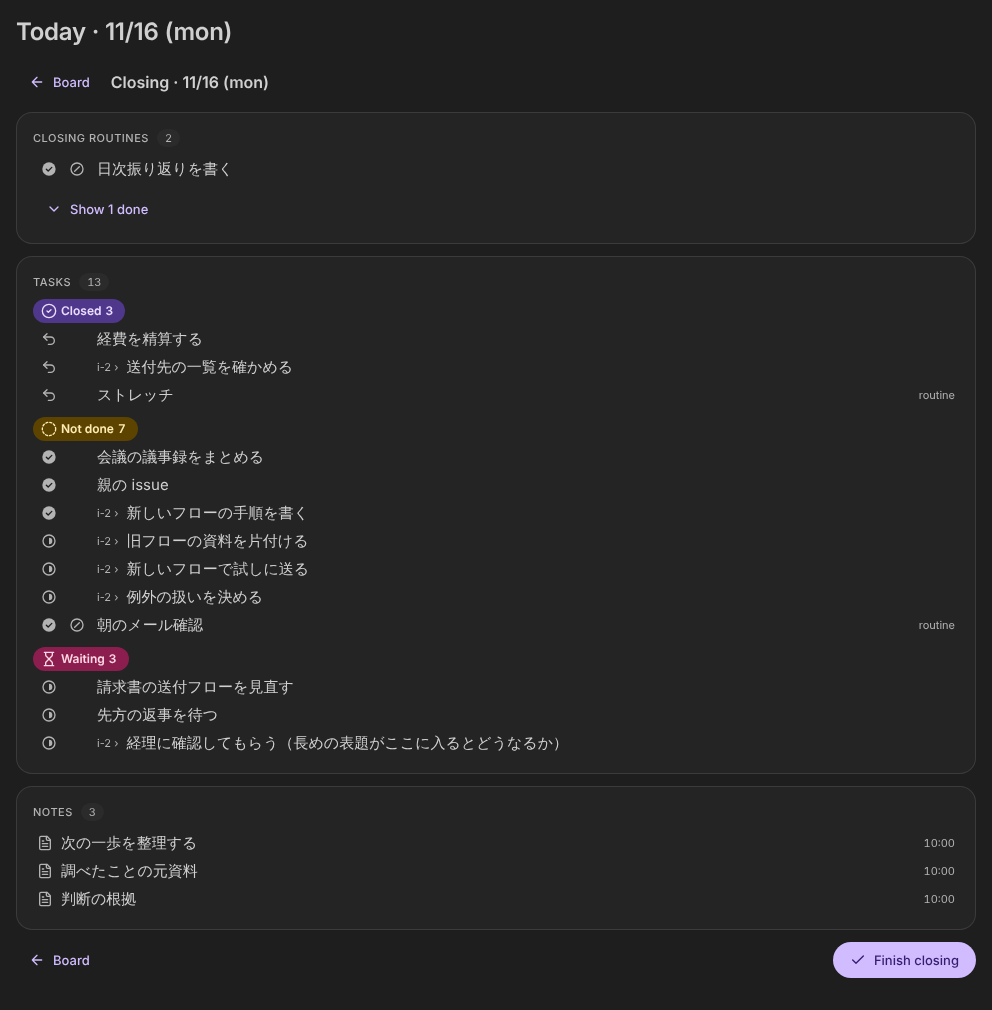 Today · 11/16 (mon)
Board
Closing · 11/16 (mon)
CLOSING ROUTINES 2
日次振り返りを書く
Show 1 done
TASKS 13
Closed 3
経費を精算する
i-2 › 送付先の一覧を確かめる
ストレッチ routine
Not done 7
会議の議事録をまとめる
親の issue
i-2 › 新しいフローの手順を書く
i-2 › 旧フローの資料を片付ける
i-2 › 新しいフローで試しに送る
i-2 › 例外の扱いを決める
朝のメール確認 routine
Waiting 3
請求書の送付フローを見直す
先方の返事を待つ
i-2 › 経理に確認してもらう（長めの表題がここに入るとどうなるか）
NOTES 3
次の一歩を整理する 10:00
調べたことの元資料 10:00
判断の根拠 10:00
Board
Finish closing